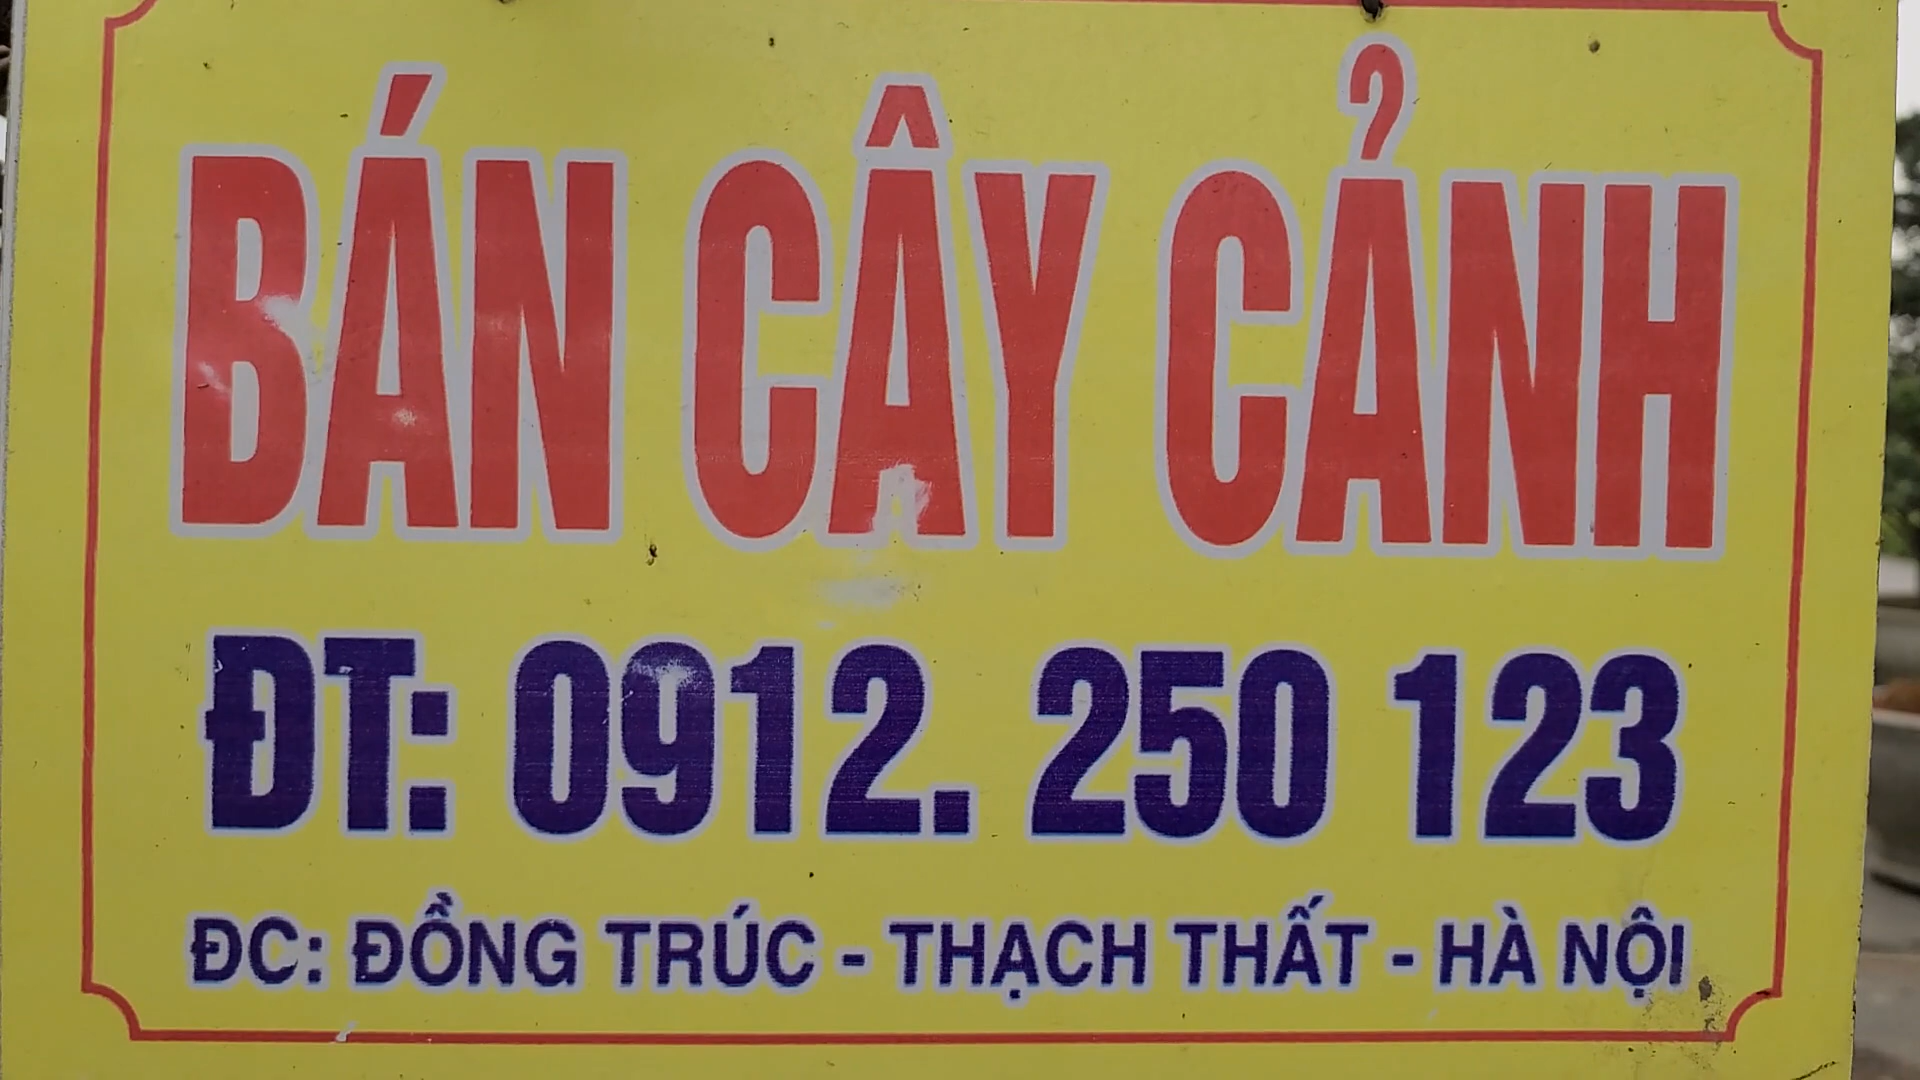 BÁN CÂY CẢNH
ĐT: 0912. 250 123
ĐC: ĐỒNG TRÚC - THẠCH THẤT - HÀ NỘI